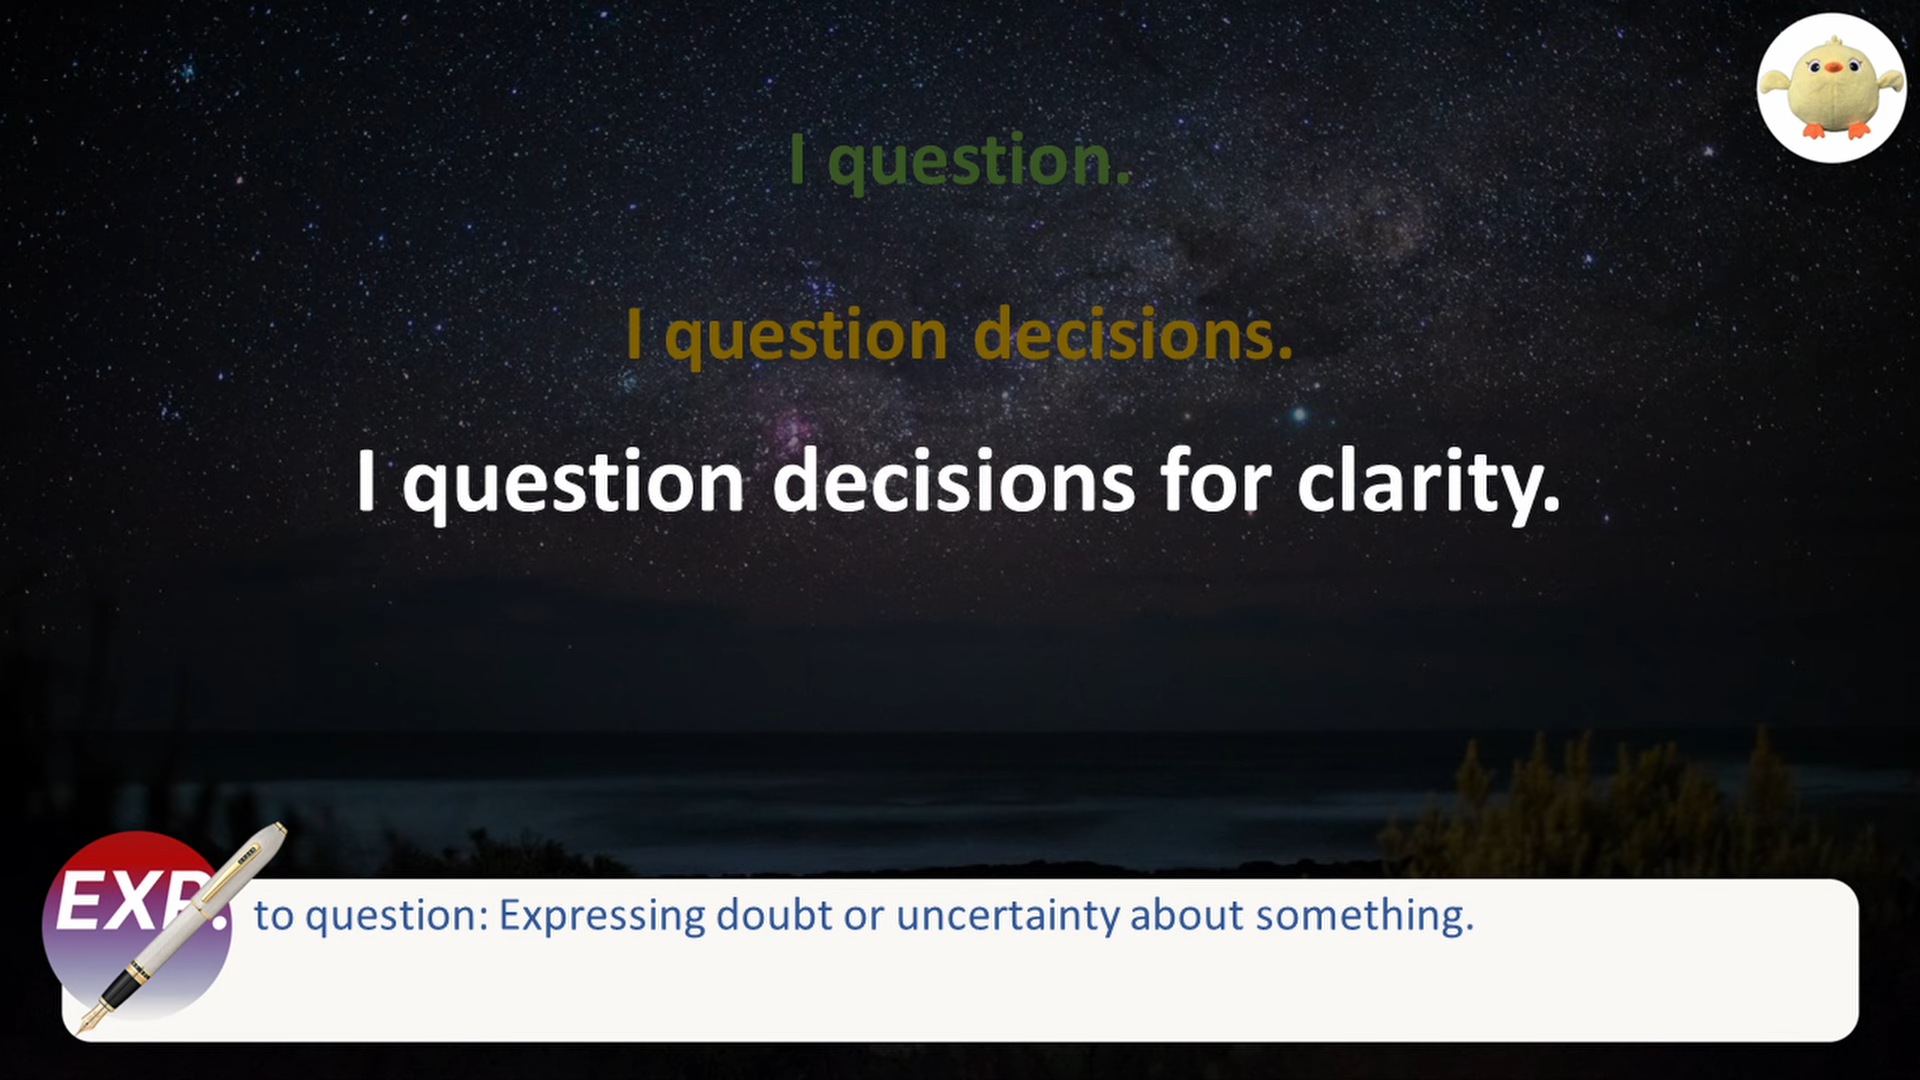 I question.
I question decisions.
I question decisions for clarity.
EXP.
to question: Expressing doubt or uncertainty about something.